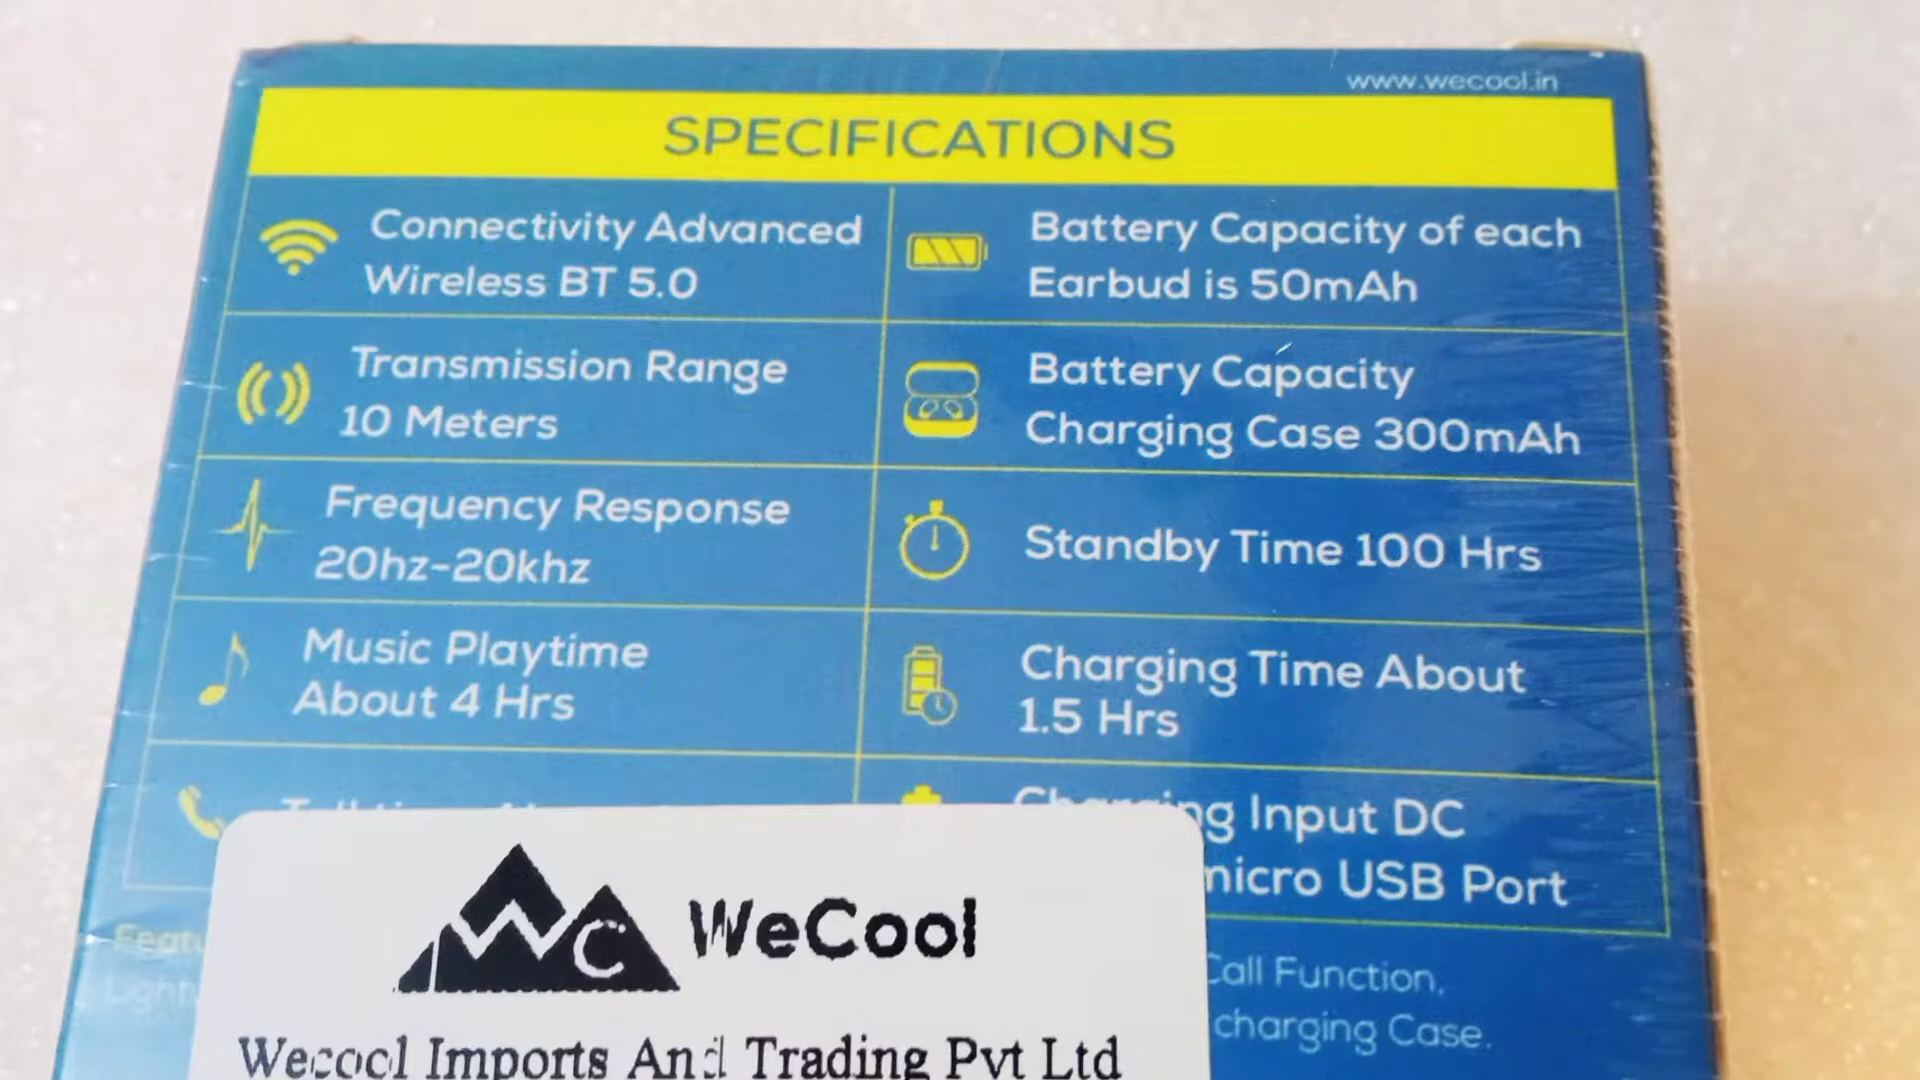 www.wecool.in
SPECIFICATIONS
Connectivity Advanced
Wireless BT 5.0
Battery Capacity of each
Earbud is 50mAh
Transmission Range
10 Meters
Battery Capacity
Charging Case 300mAh
Frequency Response
20hz-20khz
Standby Time 100 Hrs
Music Playtime
About 4 Hrs
Charging Time About
1.5 Hrs
Charging Input DC
micro USB Port
Call Function,
charging Case.
WC WeCool
Wecool Imports And Trading Pvt Ltd